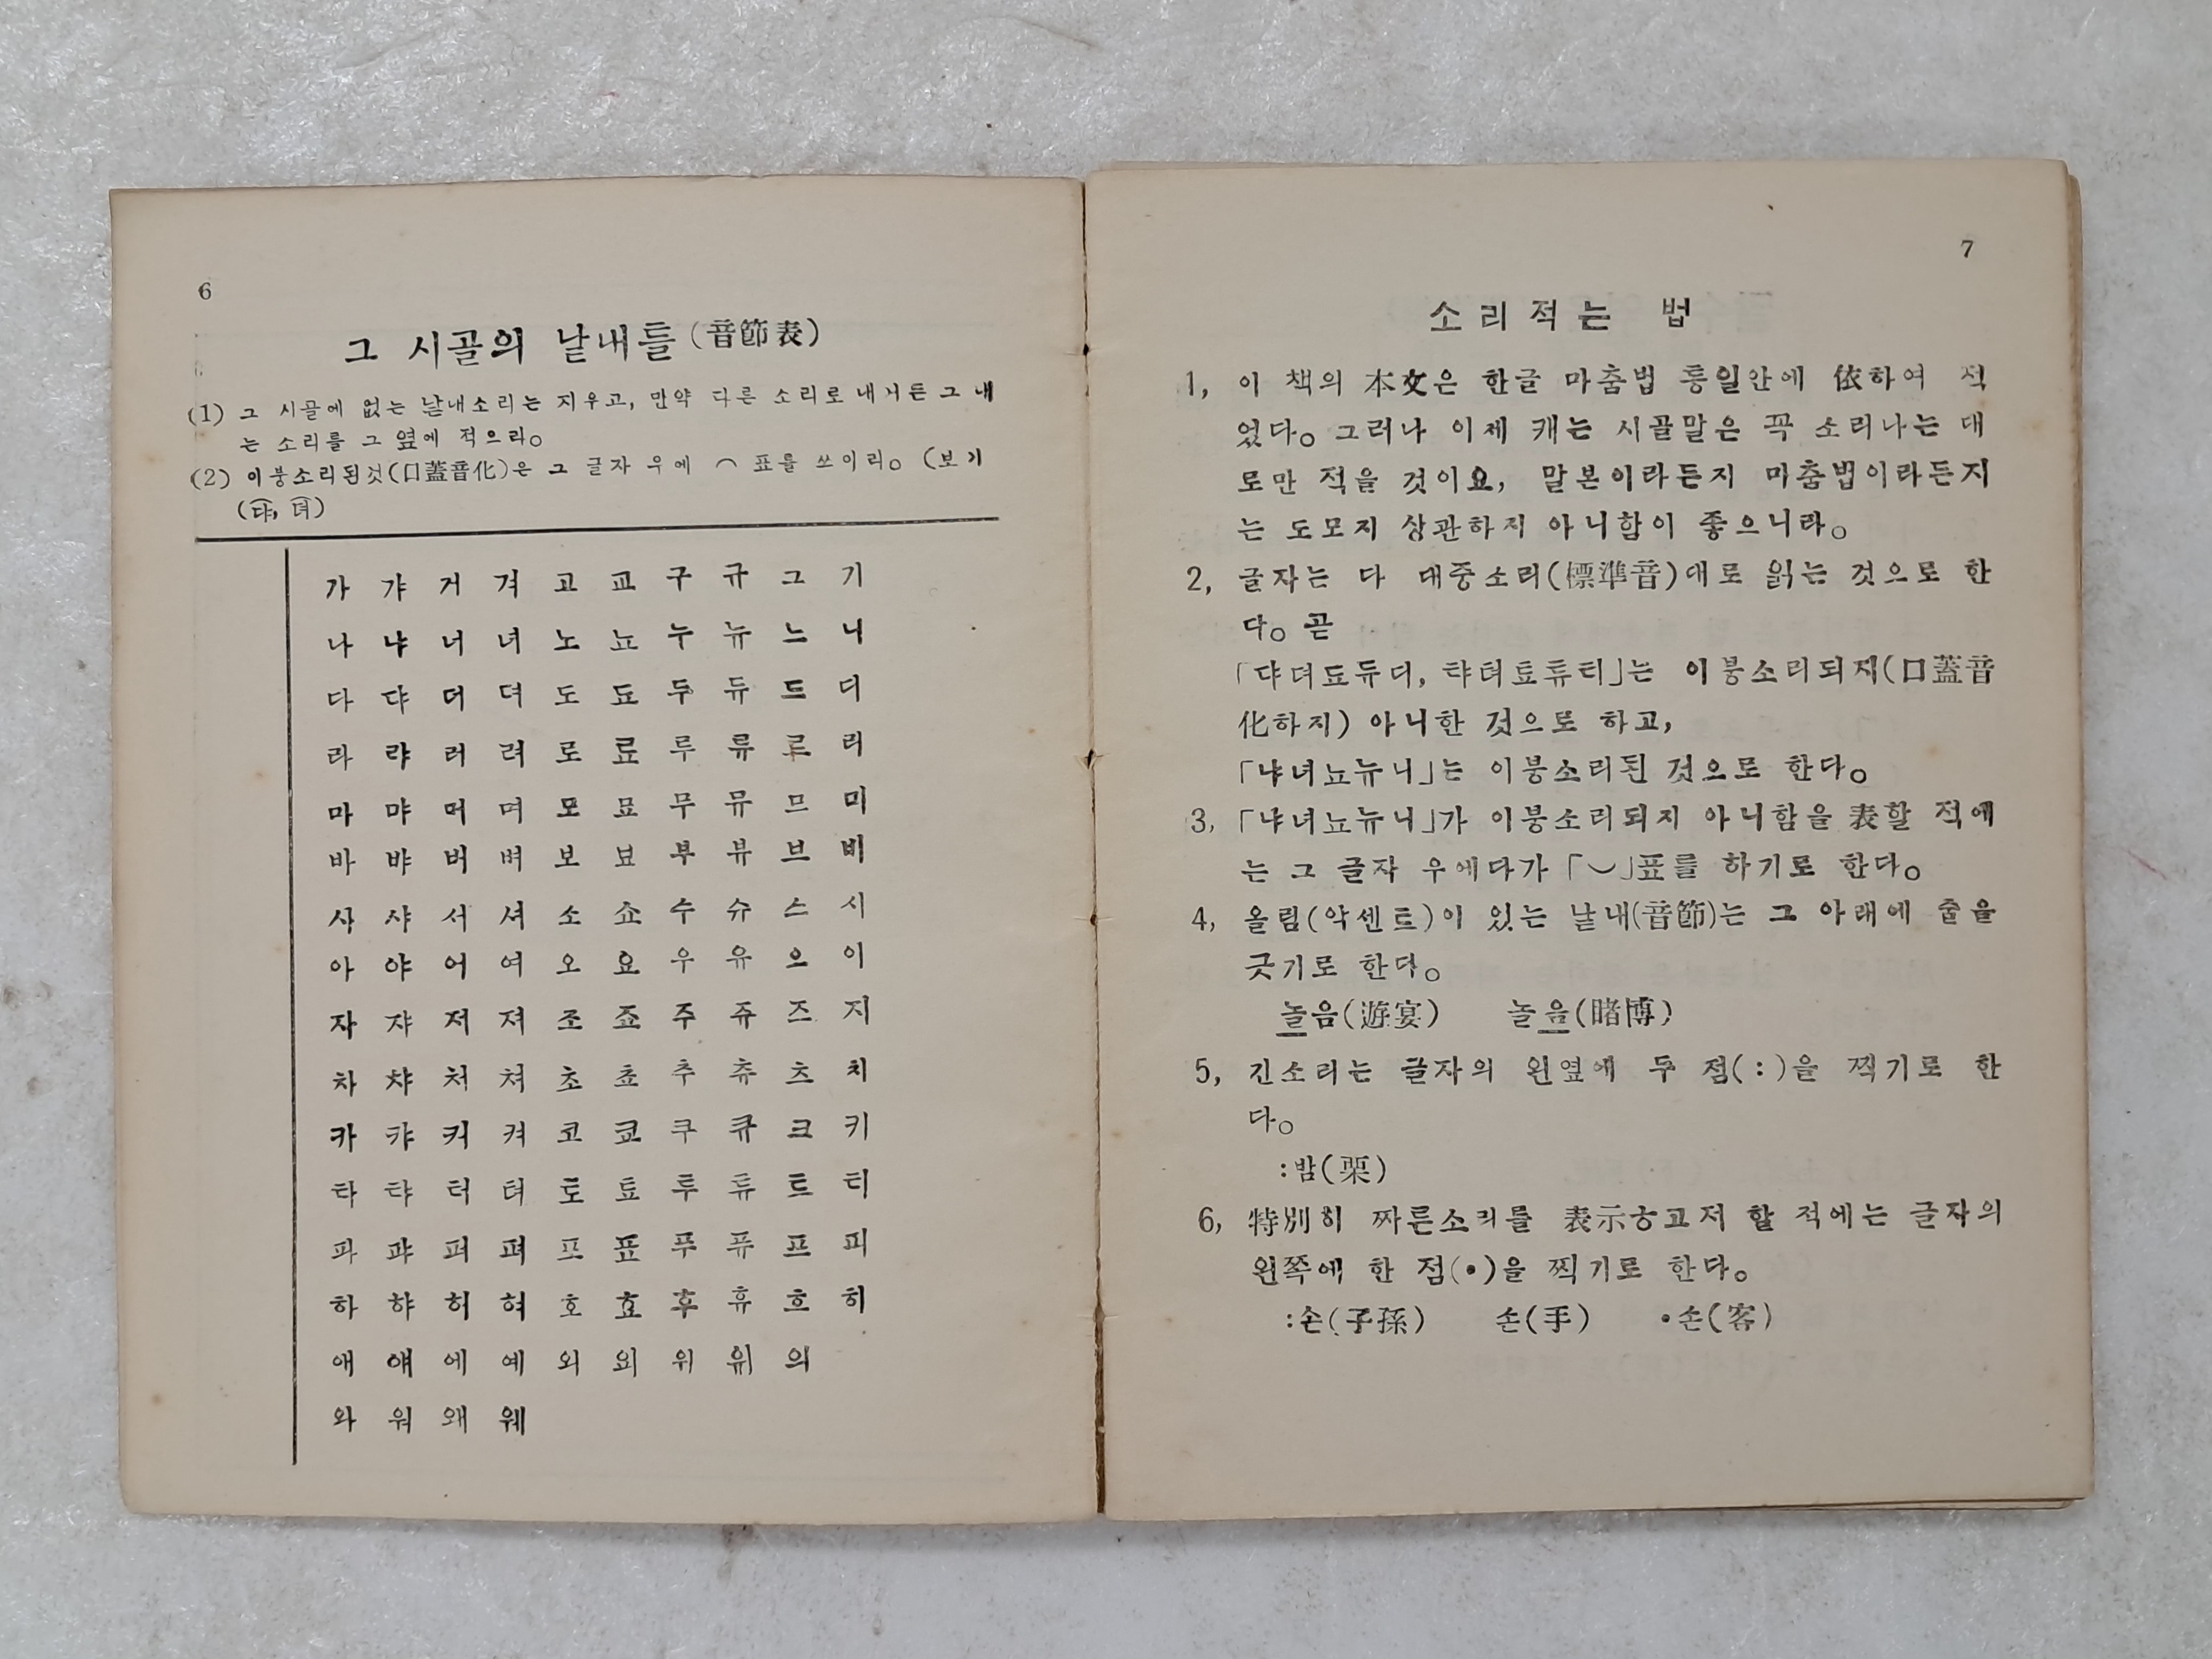 6
그 시골의 낱내틀(音節表)
(1) 그 시골에 없는 낱내소리는 지우고, 만약 다른 소리로 내거든 그 내
는 소리를 그 옆에 적으라。
(2) 이붕소리된것(口蓋音化)은 그 글자 우에 ⌒ 표를 쓰이리。 (보기
(댜, 뎌)
가 갸 거 겨 고 교 구 규 그 기
나 냐 너 녀 노 뇨 누 뉴 느 니
다 댜 더 뎌 도 됴 두 듀 드 디
라 랴 러 려 로 료 루 류 르 리
마 먀 머 며 모 묘 무 뮤 므 미
바 뱌 버 벼 보 뵤 부 뷰 브 비
사 샤 서 셔 소 쇼 수 슈 스 시
아 야 어 여 오 요 우 유 으 이
자 쟈 저 져 조 죠 주 쥬 즈 지
차 챠 처 쳐 초 쵸 추 츄 츠 치
카 캬 커 켜 코 쿄 쿠 큐 크 키
타 탸 터 텨 토 툐 투 튜 트 티
파 퍄 퍼 펴 포 표 푸 퓨 프 피
하 햐 허 혀 호 효 후 휴 흐 히
애 얘 에 예 외 ᆈ 위 ᆔ 의
와 워 왜 웨
7
소리적는 법
1, 이 책의 本文은 한글 마춤법 통일안에 依하여 적
었다。 그러나 이제 캐는 시골말은 꼭 소리나는 대
로만 적을 것이요, 말본이라든지 마춤법이라든지
는 도모지 상관하지 아니함이 좋으니라。
2, 글자는 다 대중소리(標準音)대로 읽는 것으로 한
다。 곧
「댜뎌됴듀디, 탸텨툐튜티」는 이붕소리되지(口蓋音
化하지) 아니한 것으로 하고,
「냐녀뇨뉴니」는 이붕소리된 것으로 한다。
3, 「냐녀뇨뉴니」가 이붕소리되지 아니함을 表할 적에
는 그 글자 우에다가 「⌣」표를 하기로 한다。
4, 올림(악센트)이 있는 낱내(音節)는 그 아래에 줄을
긋기로 한다。
놀음(遊宴) 놀음(賭博)
5, 긴소리는 글자의 왼옆에 두 점(:)을 찍기로 한
다。
:밤(栗)
6, 特別히 짜른소리를 表示ㅎ고저 할 적에는 글자의
왼쪽에 한 점(•)을 찍기로 한다。
:손(子孫) 손(手) •손(客)